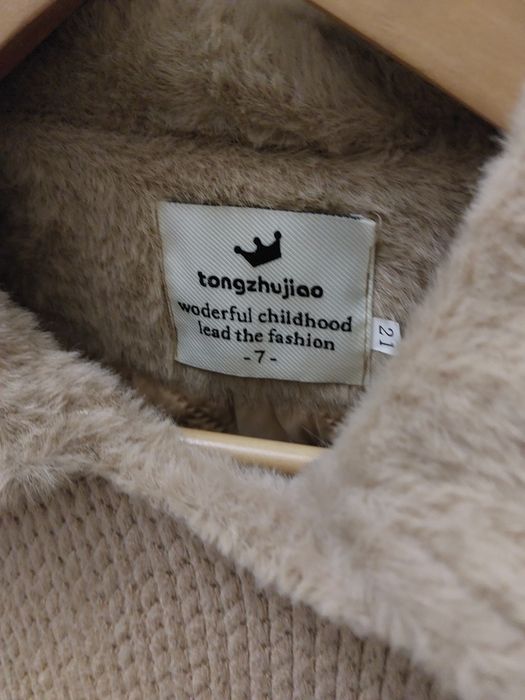 tongzhujiao
woderful childhood
lead the fashion
-7-
21